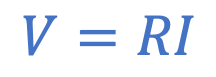 V = RI